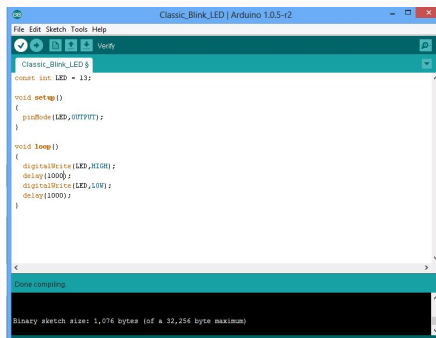 Classic_Blink_LED | Arduino 1.0.5-r2
File Edit Sketch Tools Help
Verify
Classic_Blink_LED §
const int LED = 13;
void setup()
{
pinMode(LED,OUTPUT);
}
void loop()
{
digitalWrite(LED,HIGH);
delay(1000);
digitalWrite(LED,LOW);
delay(1000);
}
Done compiling.
Binary sketch size: 1,076 bytes (of a 32,256 byte maximum)